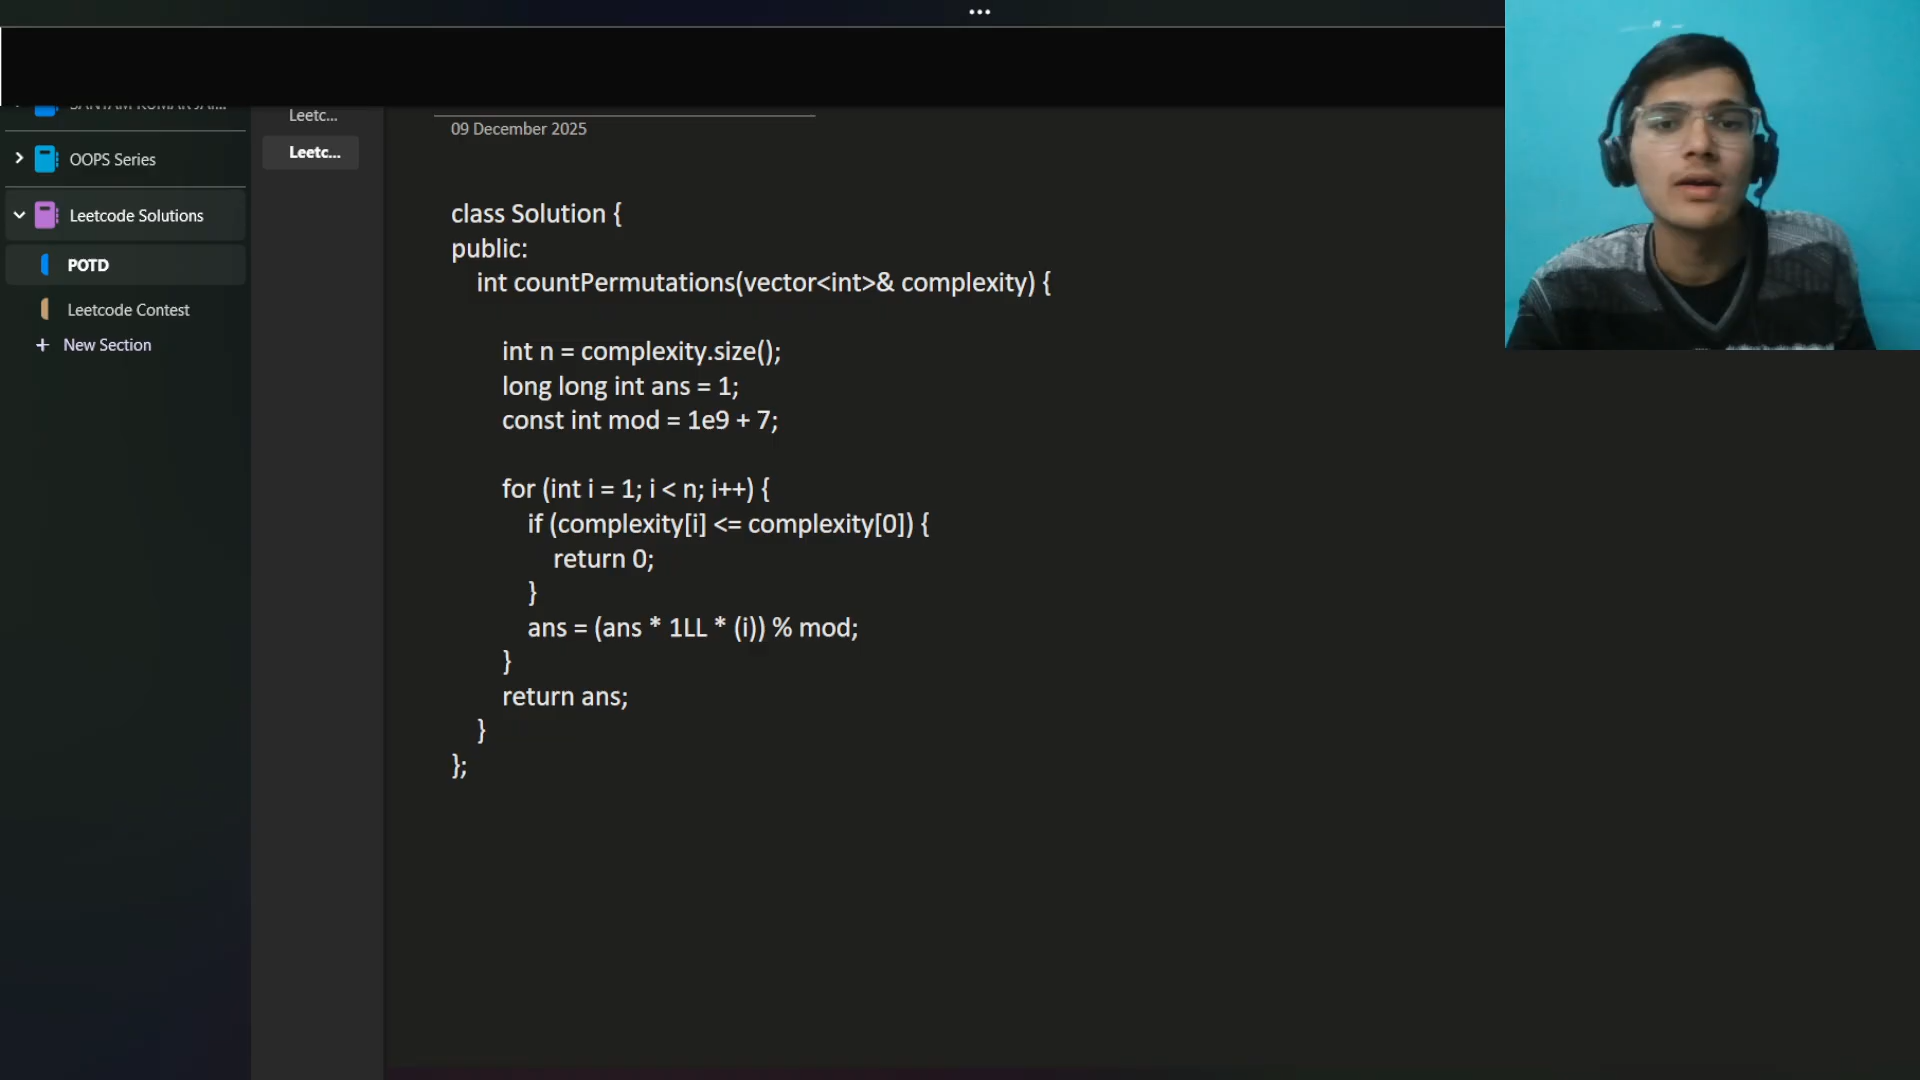 •••
OOPS Series
Leetcode Solutions
POTD
Leetcode Contest
+ New Section
Leetc...
Leetc...
09 December 2025
class Solution {
public:
int countPermutations(vector<int>& complexity) {
int n = complexity.size();
long long int ans = 1;
const int mod = 1e9 + 7;
for (int i = 1; i < n; i++) {
if (complexity[i] <= complexity[0]) {
return 0;
}
ans = (ans * 1LL * (i)) % mod;
}
return ans;
}
};